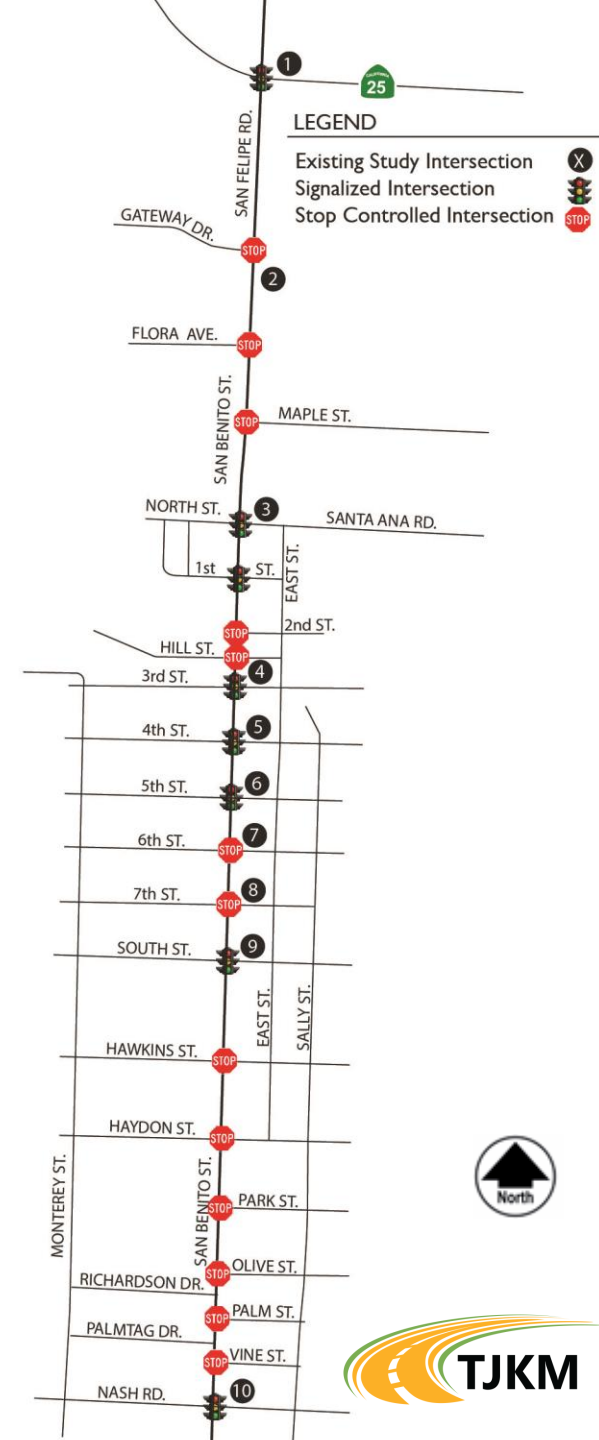 1
CALIFORNIA
25
SAN FELIPE RD.
LEGEND
Existing Study Intersection X
Signalized Intersection
Stop Controlled Intersection STOP
GATEWAY DR.
STOP
2
FLORA AVE.
STOP
SAN BENITO ST.
STOP
MAPLE ST.
NORTH ST.
3
SANTA ANA RD.
1st ST.
EAST ST.
STOP
2nd ST.
HILL ST.
STOP
3rd ST.
4
4th ST.
5
5th ST.
6
6th ST.
STOP
7
7th ST.
STOP
8
SOUTH ST.
9
EAST ST.
SALLY ST.
HAWKINS ST.
STOP
HAYDON ST.
STOP
MONTEREY ST.
SAN BENITO ST.
STOP
PARK ST.
North
STOP
OLIVE ST.
RICHARDSON DR.
STOP
PALM ST.
PALMTAG DR.
STOP
VINE ST.
NASH RD.
10
TJKM